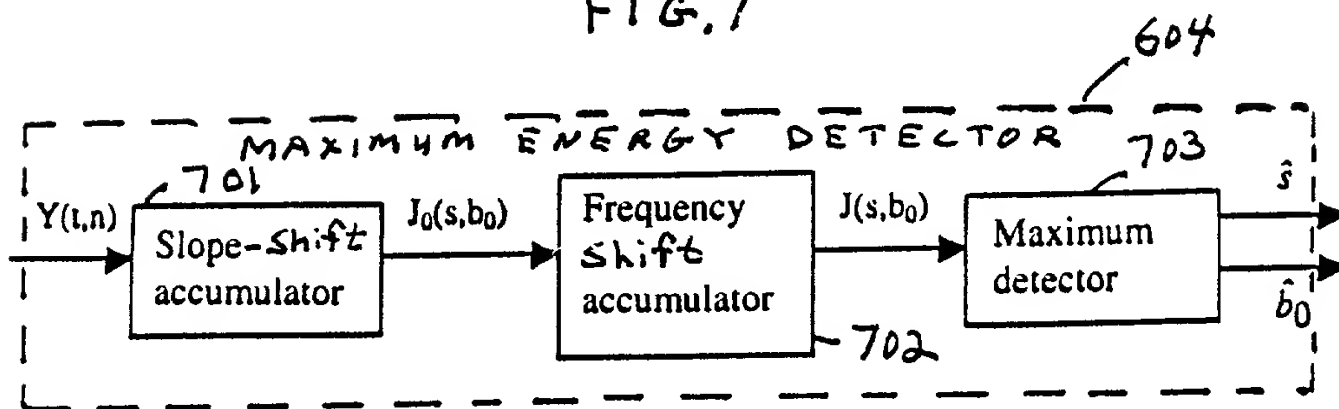 FIG.7
604
MAXIMUM ENERGY DETECTOR
701
703
Y(t,n)
Slope-shift
accumulator
J₀(s,b₀)
Frequency
shift
accumulator
702
J(s,b₀)
Maximum
detector
ŝ
b̂₀